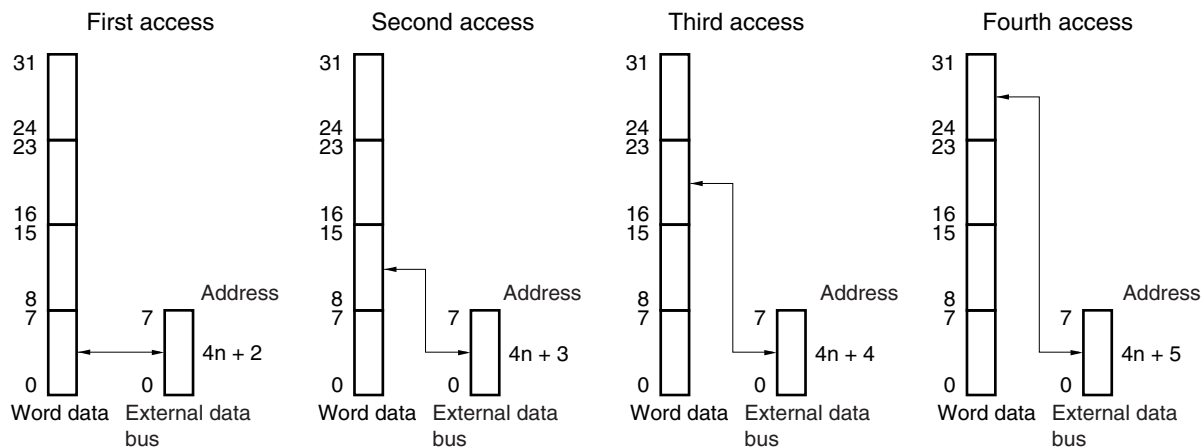 First access
31
24
23
16
15
8
7
0
Address
7
0
4n + 2
Word data
External data
bus
Second access
31
24
23
16
15
8
7
0
Address
7
0
4n + 3
Word data
External data
bus
Third access
31
24
23
16
15
8
7
0
Address
7
0
4n + 4
Word data
External data
bus
Fourth access
31
24
23
16
15
8
7
0
Address
7
0
4n + 5
Word data
External data
bus